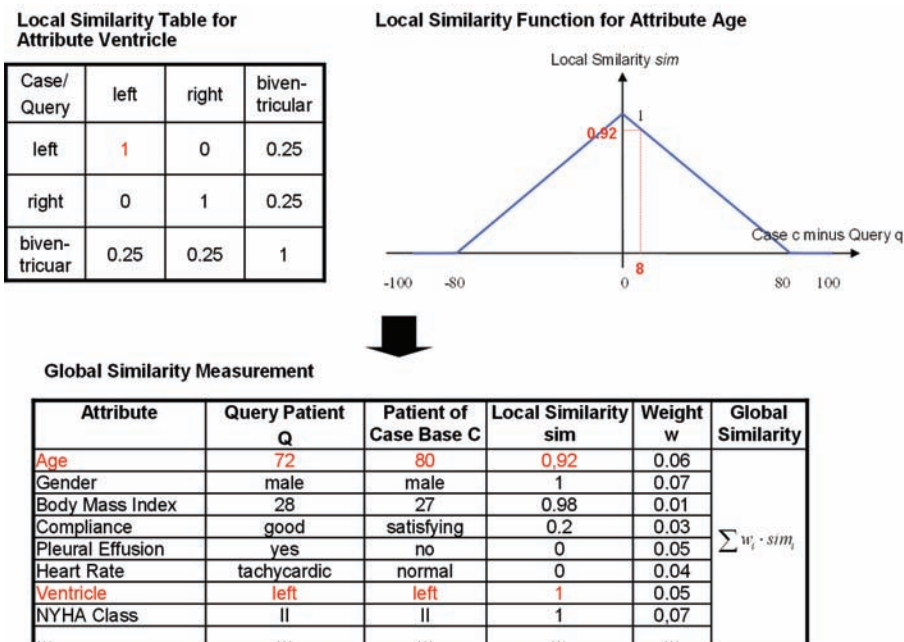 Local Similarity Table for
Attribute Ventricle
Case/ Query left right biven- tricular
left 1 0 0.25
right 0 1 0.25
biven- tricuar 0.25 0.25 1
Local Similarity Function for Attribute Age
Local Smilarity sim
1
0.92
Case c minus Query q
8
-100 -80 0 80 100
Global Similarity Measurement
Attribute Query Patient Q Patient of Case Base C Local Similarity sim Weight w Global Similarity
Age 72 80 0,92 0.06
Gender male male 1 0.07
Body Mass Index 28 27 0.98 0.01
Compliance good satisfying 0.2 0.03
Pleural Effusion yes no 0 0.05
∑ wᵢ · simᵢ
Heart Rate tachycardic normal 0 0.04
Ventricle left left 1 0.05
NYHA Class II II 1 0,07
... ... ... ... ...